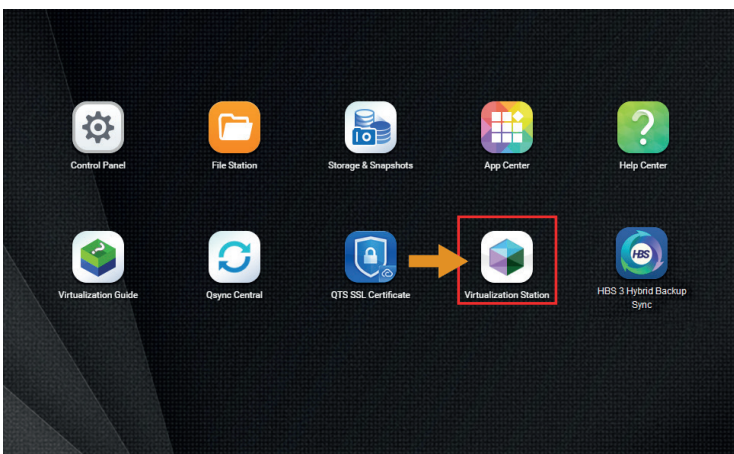 Control Panel
File Station
Storage & Snapshots
App Center
Help Center
Virtualization Guide
Qsync Central
QTS SSL Certificate
Virtualization Station
HBS
HBS 3 Hybrid Backup
Sync